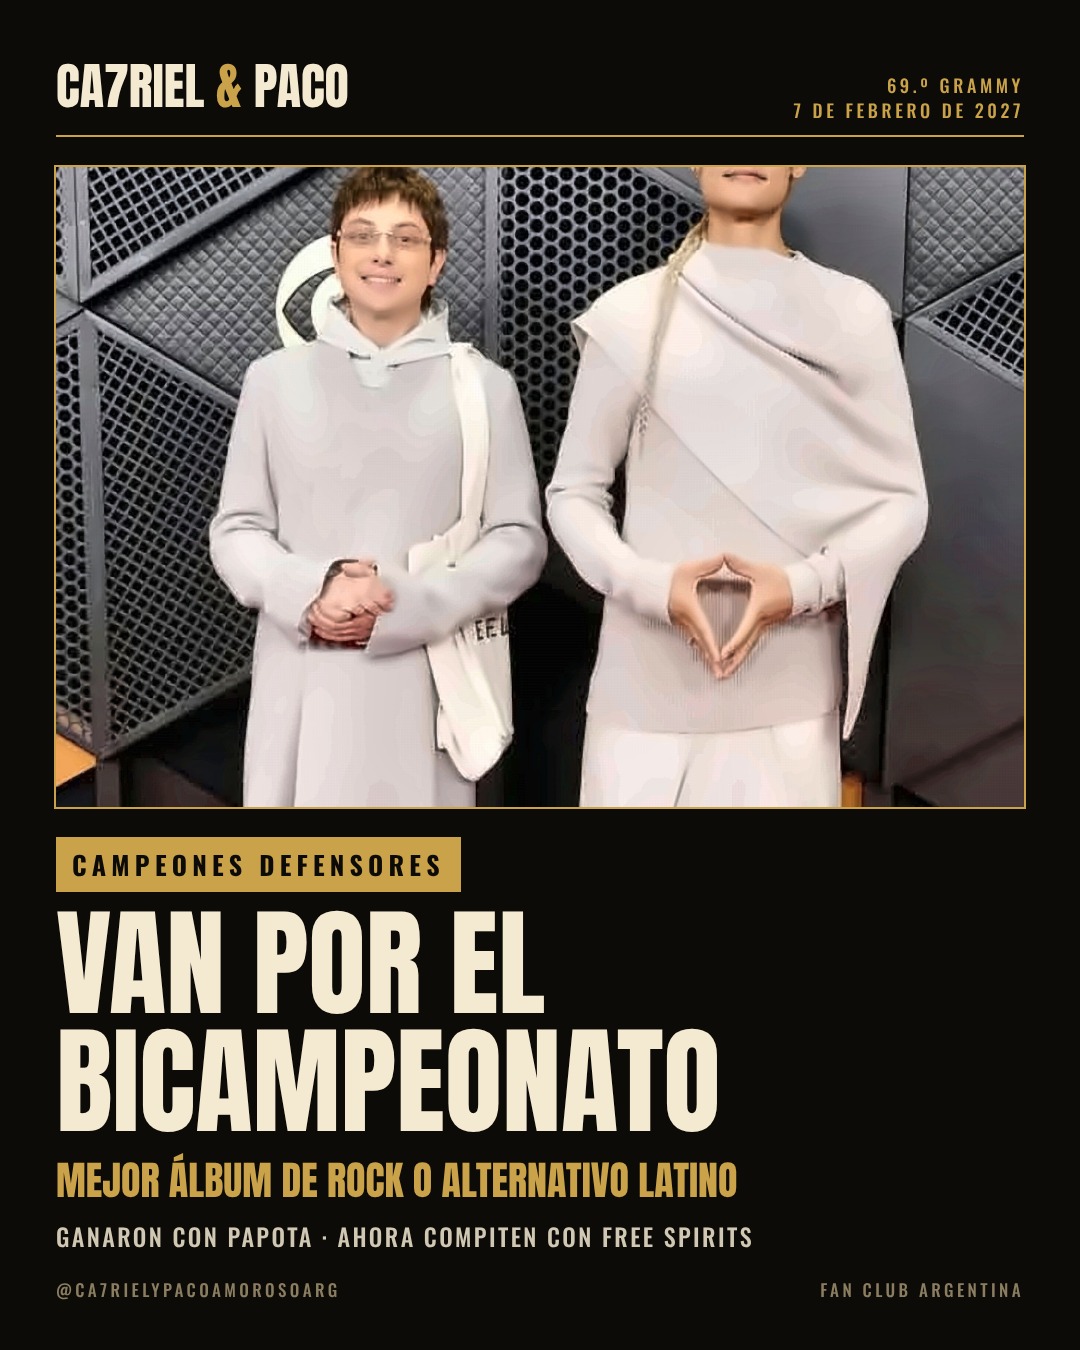 CA7RIEL & PACO
69.º GRAMMY
7 DE FEBRERO DE 2027
EEL
CAMPEONES DEFENSORES
VAN POR EL
BICAMPEONATO
MEJOR ÁLBUM DE ROCK O ALTERNATIVO LATINO
GANARON CON PAPOTA · AHORA COMPITEN CON FREE SPIRITS
@CA7RIELYPACOAMOROSOARG
FAN CLUB ARGENTINA